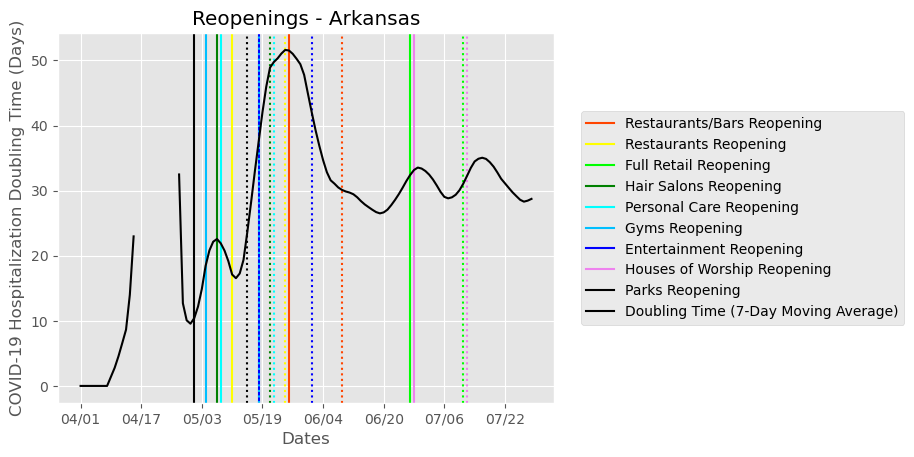 Reopenings - Arkansas
COVID-19 Hospitalization Doubling Time (Days)
50
40
30
20
10
0
04/01 04/17 05/03 05/19 06/04 06/20 07/06 07/22
Dates
Restaurants/Bars Reopening
Restaurants Reopening
Full Retail Reopening
Hair Salons Reopening
Personal Care Reopening
Gyms Reopening
Entertainment Reopening
Houses of Worship Reopening
Parks Reopening
Doubling Time (7-Day Moving Average)